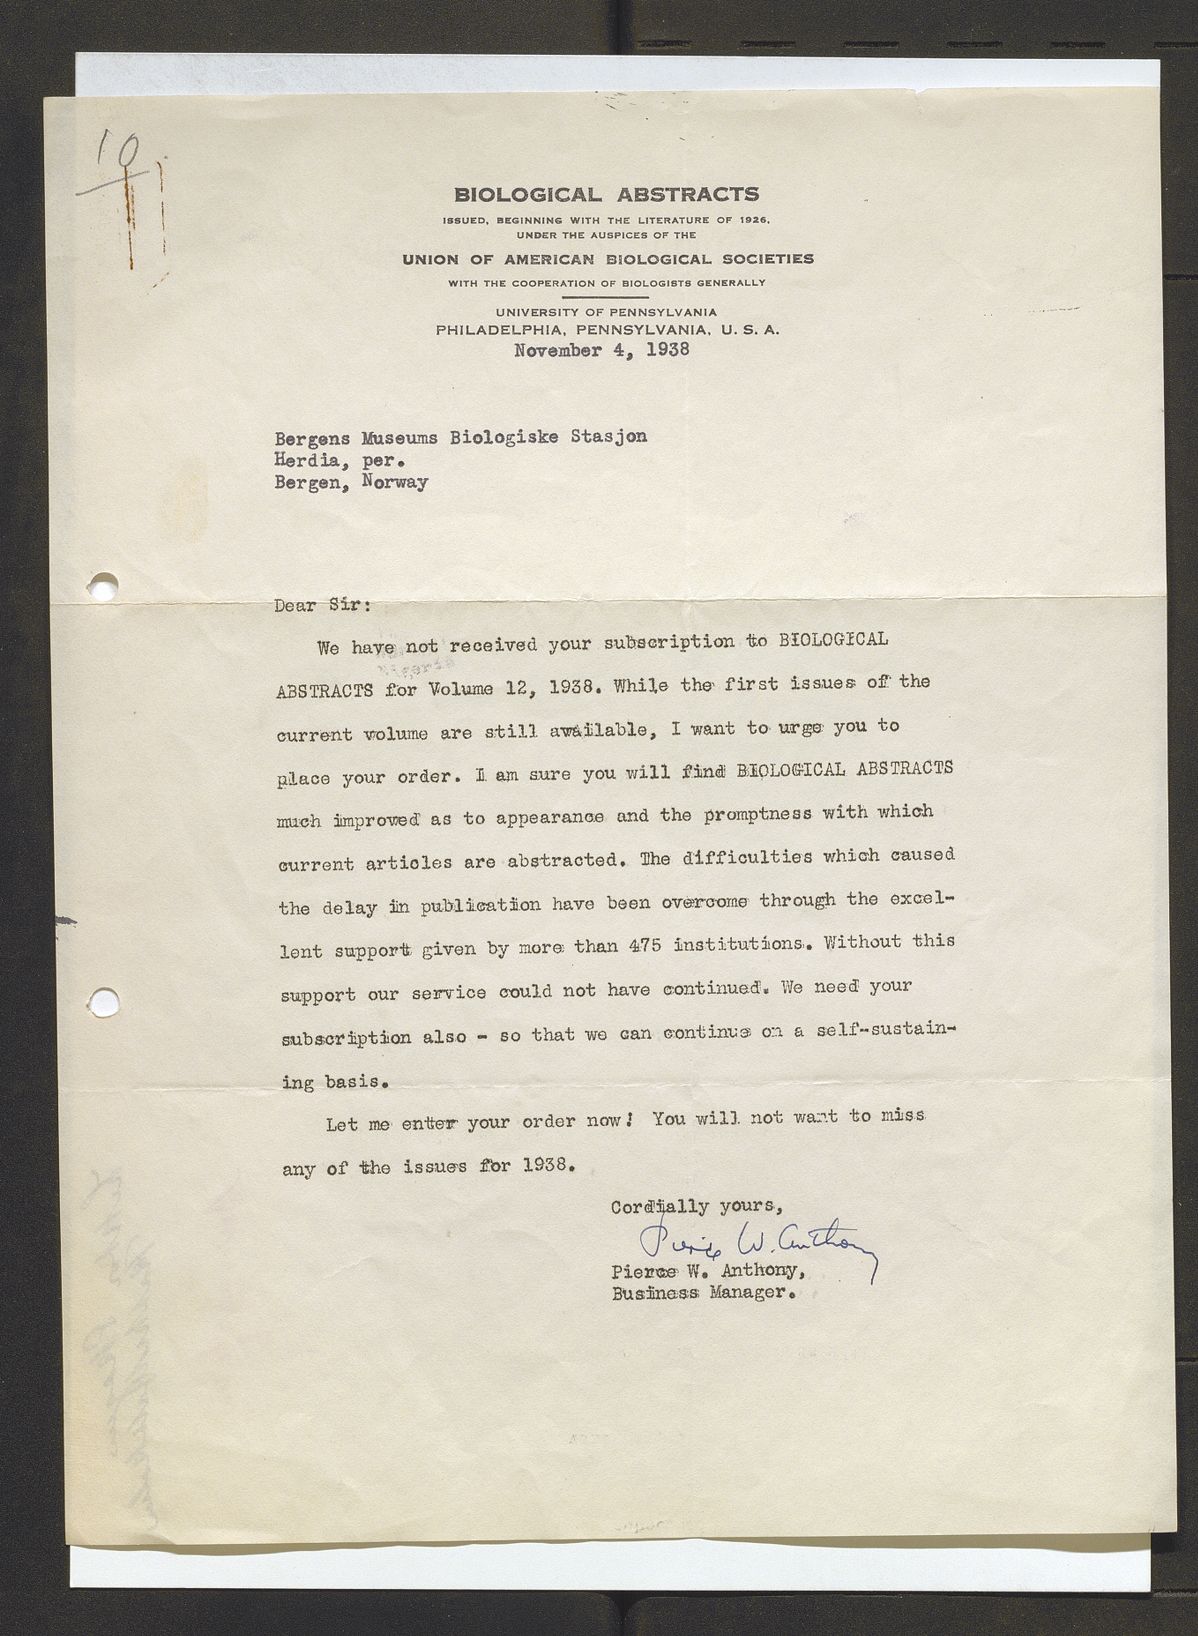 10
BIOLOGICAL ABSTRACTS
ISSUED, BEGINNING WITH THE LITERATURE OF 1926,
UNDER THE AUSPICES OF THE
UNION OF AMERICAN BIOLOGICAL SOCIETIES
WITH THE COOPERATION OF BIOLOGISTS GENERALLY
UNIVERSITY OF PENNSYLVANIA
PHILADELPHIA, PENNSYLVANIA, U. S. A.
November 4, 1938
Bergens Museums Biologiske Stasjon
Herdia, per.
Bergen, Norway
Dear Sir:
We have not received your subscription to BIOLOGICAL
ABSTRACTS for Volume 12, 1938. While the first issues of the
current volume are still available, I want to urge you to
place your order. I am sure you will find BIOLOGICAL ABSTRACTS
much improved as to appearance and the promptness with which
current articles are abstracted. The difficulties which caused
the delay in publication have been overcome through the excel-
lent support given by more than 475 institutions. Without this
support our service could not have continued. We need your
subscription also - so that we can continue on a self-sustain-
ing basis.
Let me enter your order now! You will not want to miss
any of the issues for 1938.
Cordially yours,
Pierce W. Anthony
Pierce W. Anthony,
Business Manager.